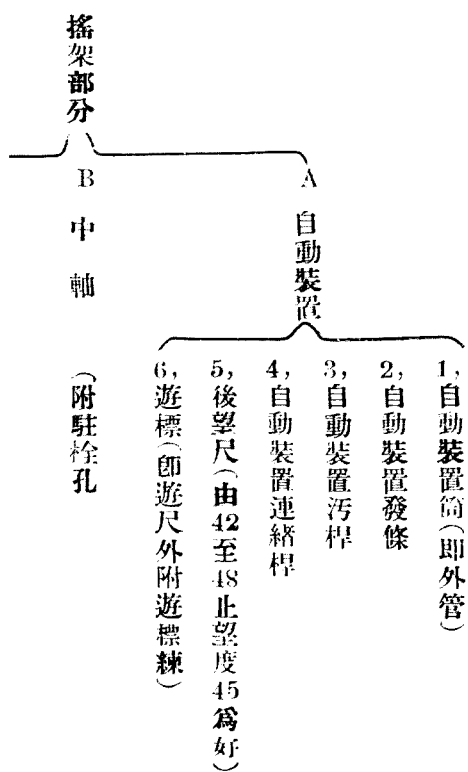 搖架部分
A 自動裝置
1,自動裝置筒(即外管)
2,自動裝置發條
3,自動裝置汚桿
4,自動裝置連緒桿
5,後望尺(由42至48止望度45爲好)
6,遊標(即遊尺外附遊標練)
B 中軸 (附駐栓孔